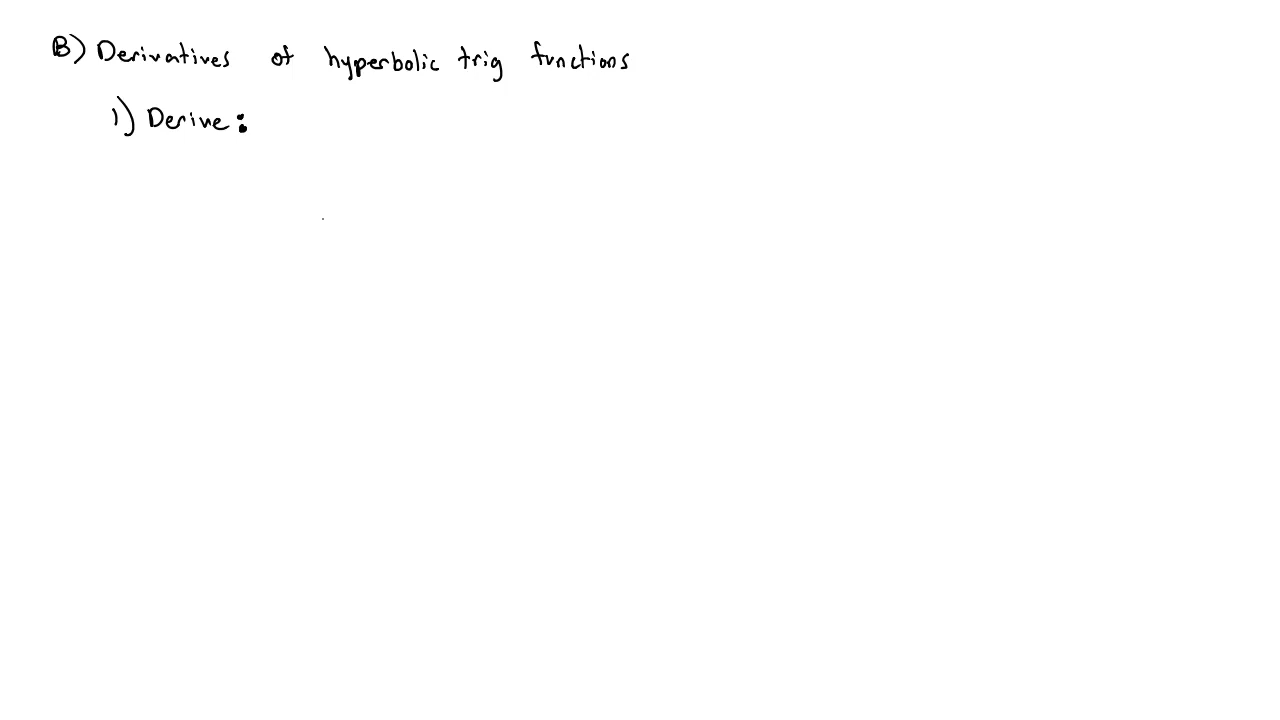 B) Derivatives of hyperbolic trig functions
1) Derive: